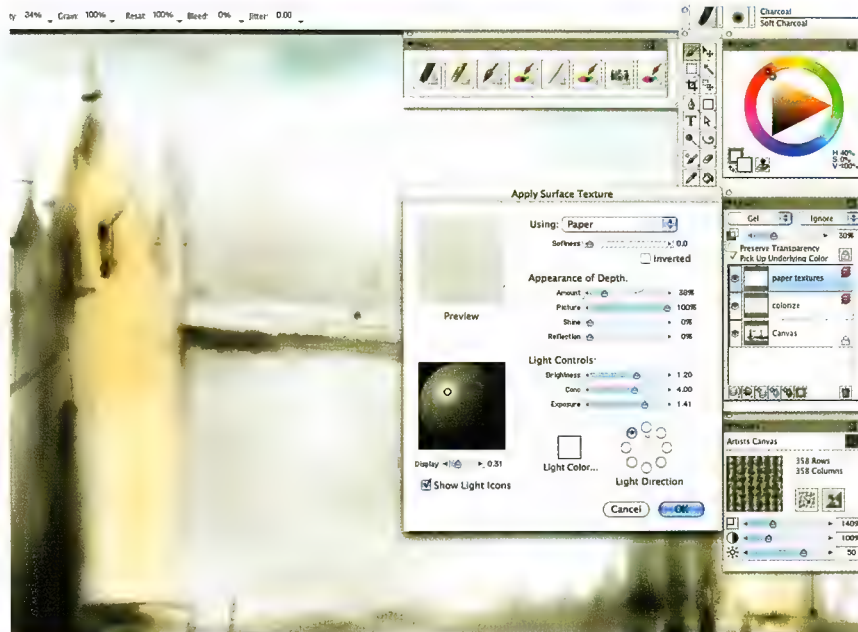 34% Grain: 100% Resat: 100% Bleed: 0% Jitter: 0.00
Charcoal
Soft Charcoal
H: 40%
S: 0%
V: 100%
Apply Surface Texture
Using: Paper
Softness 0.0
Inverted
Preview
Appearance of Depth:
Amount 38%
Picture 100%
Shine 0%
Reflection 0%
Light Controls:
Brightness 1.20
Conc 4.00
Exposure 1.41
Display 0.31
Show Light Icons
Light Color...
Light Direction
Cancel OK
Gel Ignore
30%
Preserve Transparency
Pick Up Underlying Color
paper textures
colorize
Canvas
Artists Canvas
358 Rows
358 Columns
140%
100%
50